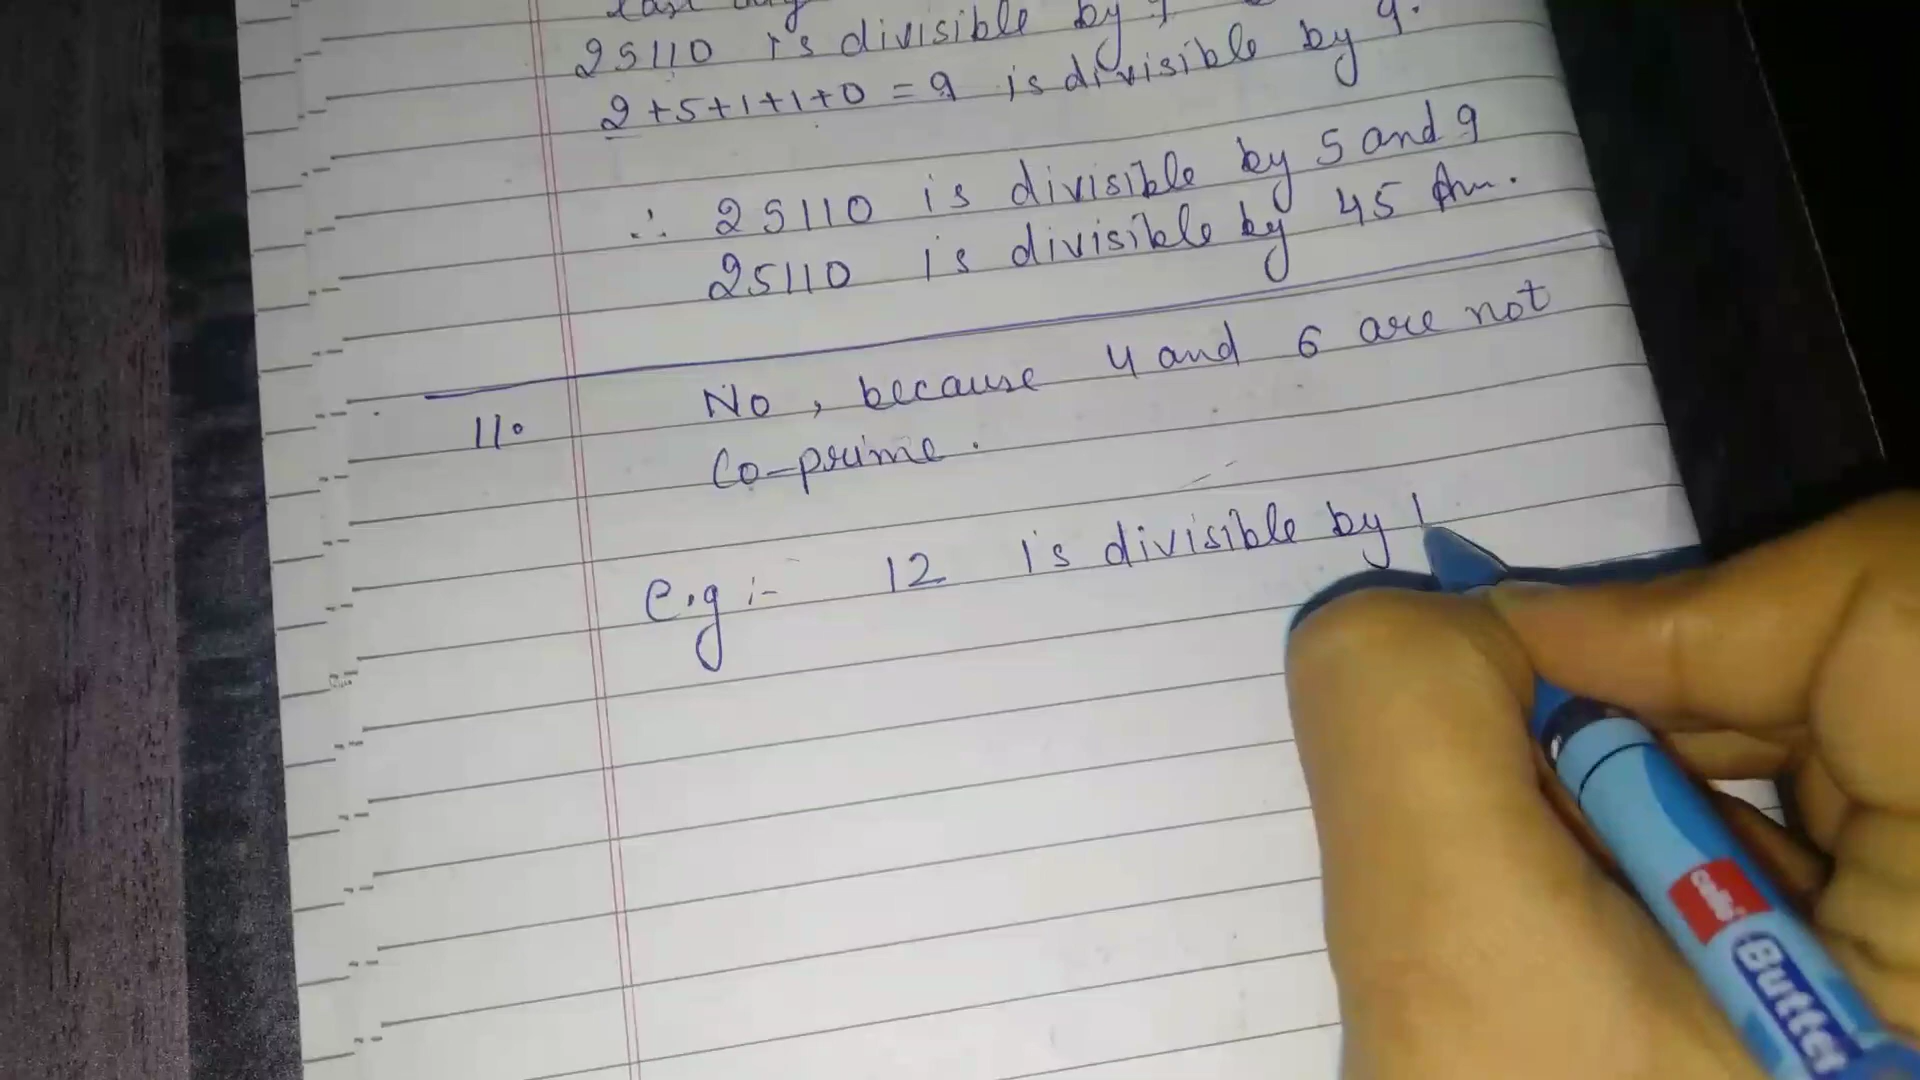 25110 is divisible by
2+5+1+1+0 = 9 is divisible by 9.
∴ 25110 is divisible by 5 and 9
25110 is divisible by 45 Ans.
11. No, because 4 and 6 are not
Co-prime.
e.g :- 12 is divisible by
cello
Butter